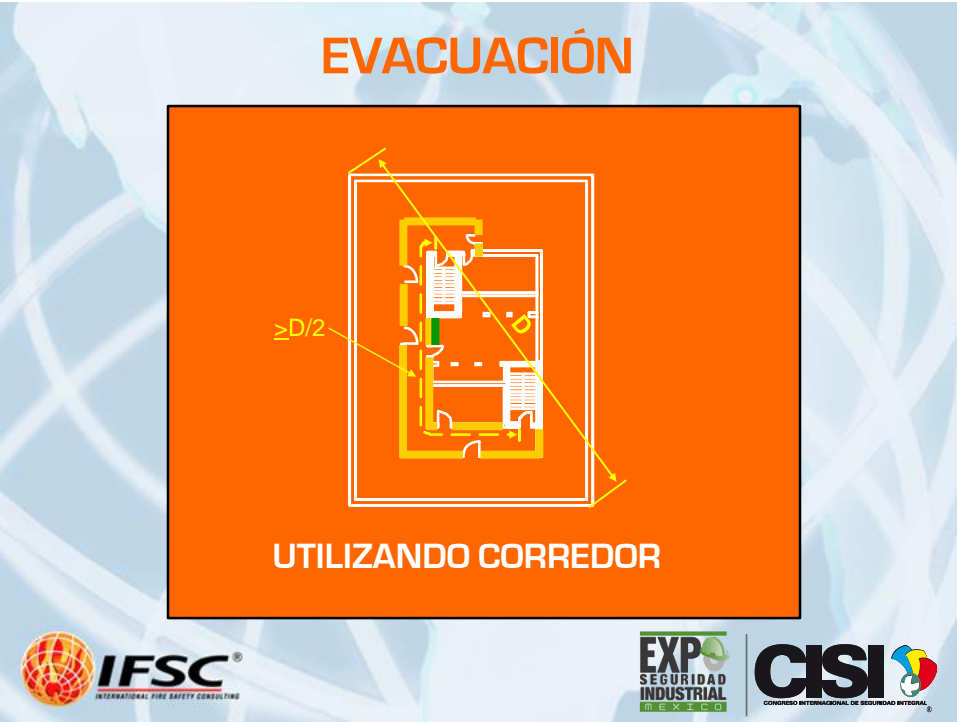 EVACUACIÓN
D
>D/2
UTILIZANDO CORREDOR
IFSC®
INTERNATIONAL FIRE SAFETY CONSULTING
EXPO
SEGURIDAD
INDUSTRIAL
MEXICO
CISI
CONGRESO INTERNACIONAL DE SEGURIDAD INTEGRAL
®